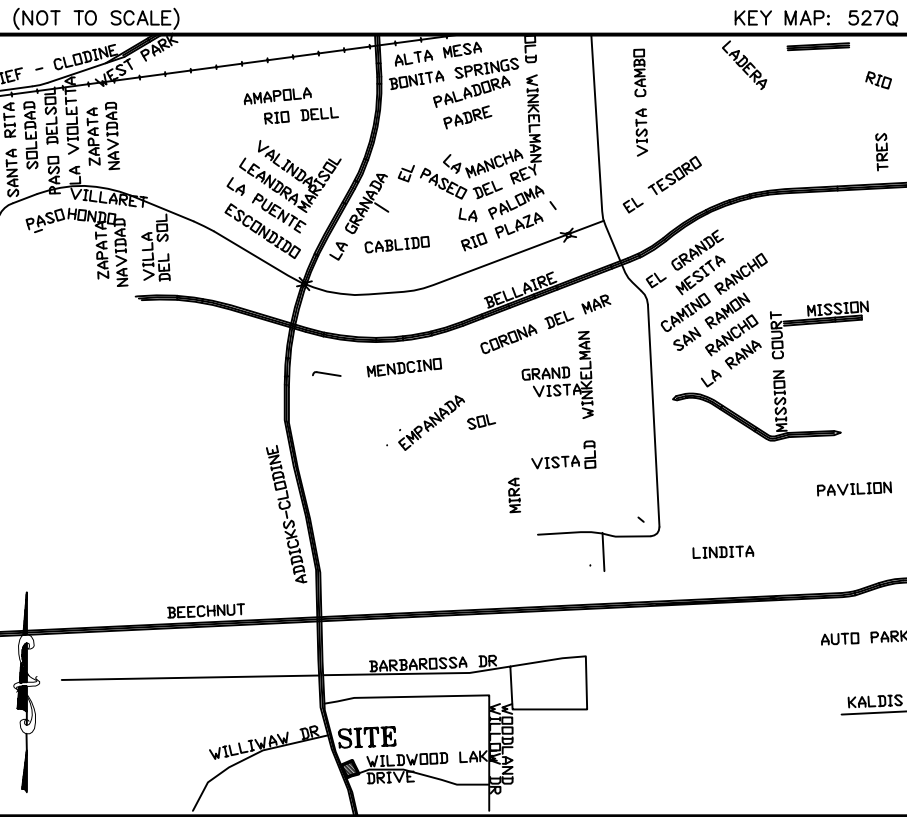 (NOT TO SCALE)
KEY MAP: 527Q
IEF - CLODINE
WEST PARK
SANTA RITA
SOLEDAD
PASO DEL SOL
LA VIOLETTA
ZAPATA
NAVIDAD
AMAPOLA
RIO DELL
ALTA MESA
BONITA SPRINGS
PALADORA
PADRE
OLD WINKELMAN
VISTA CAMBO
LADERA
RIO
TRES
VALINDA
LEANDRA
LA PUENTE
ESCONDIDO
MARISOL
LA GRANADA
EL
PASEO DEL REY
LA
MANCHA
LA PALOMA
RIO PLAZA
CABLIDO
EL TESORO
VILLARET
PASO HONDO
ZAPATA
NAVIDAD
VILLA
DEL SOL
BELLAIRE
EL GRANDE
MESITA
CAMINO RANCHO
SAN RAMON
RANCHO
LA RANA
MISSION
MISSION COURT
CORONA DEL MAR
MENDCINO
GRAND
VISTA
OLD WINKELMAN
EMPANADA
SOL
VISTA
MIRA
PAVILION
LINDITA
ADDICKS-CLODINE
BEECHNUT
AUTO PARK
BARBAROSSA DR
KALDIS
WILLIWAW DR
SITE
WILDWOOD LAKE
DRIVE
WOODLAND
WILLOW DR